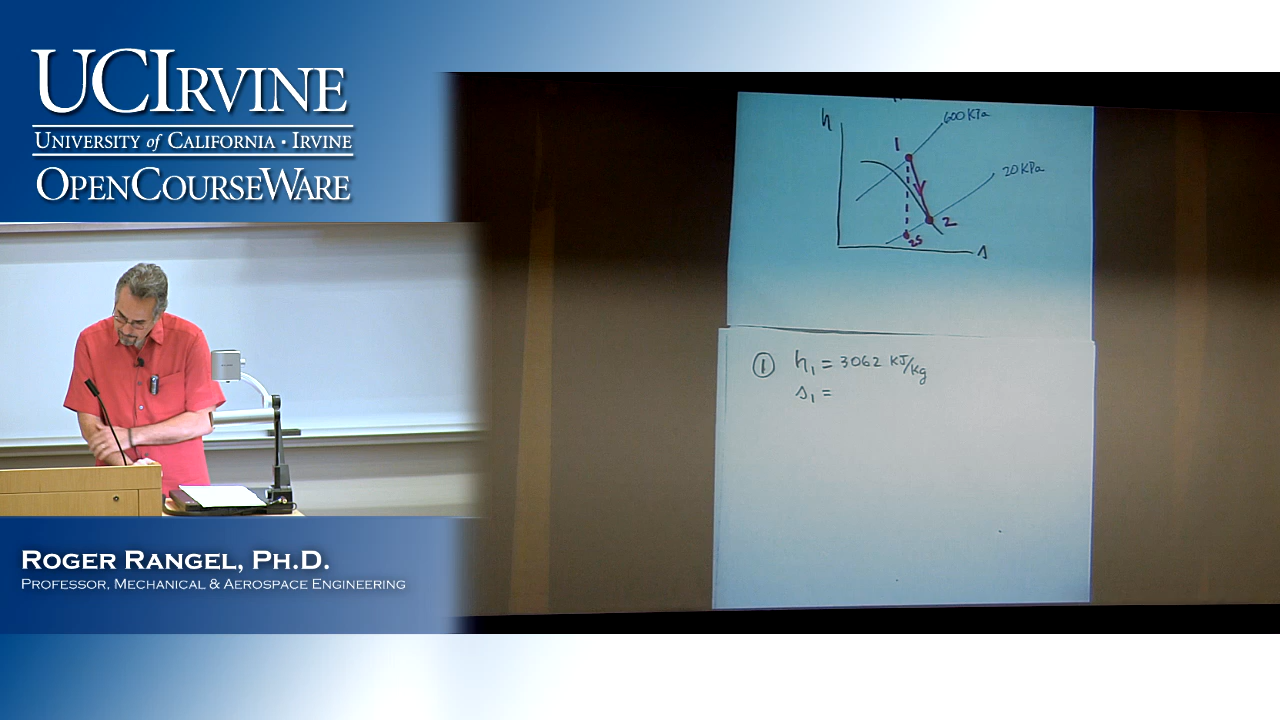 UCIRVINE
UNIVERSITY of CALIFORNIA · IRVINE
OPENCOURSEWARE
h
600 KPa
1
20 KPa
2
2s
s
① h₁ = 3062 KJ/Kg
s₁ =
ROGER RANGEL, PH.D.
PROFESSOR, MECHANICAL & AEROSPACE ENGINEERING